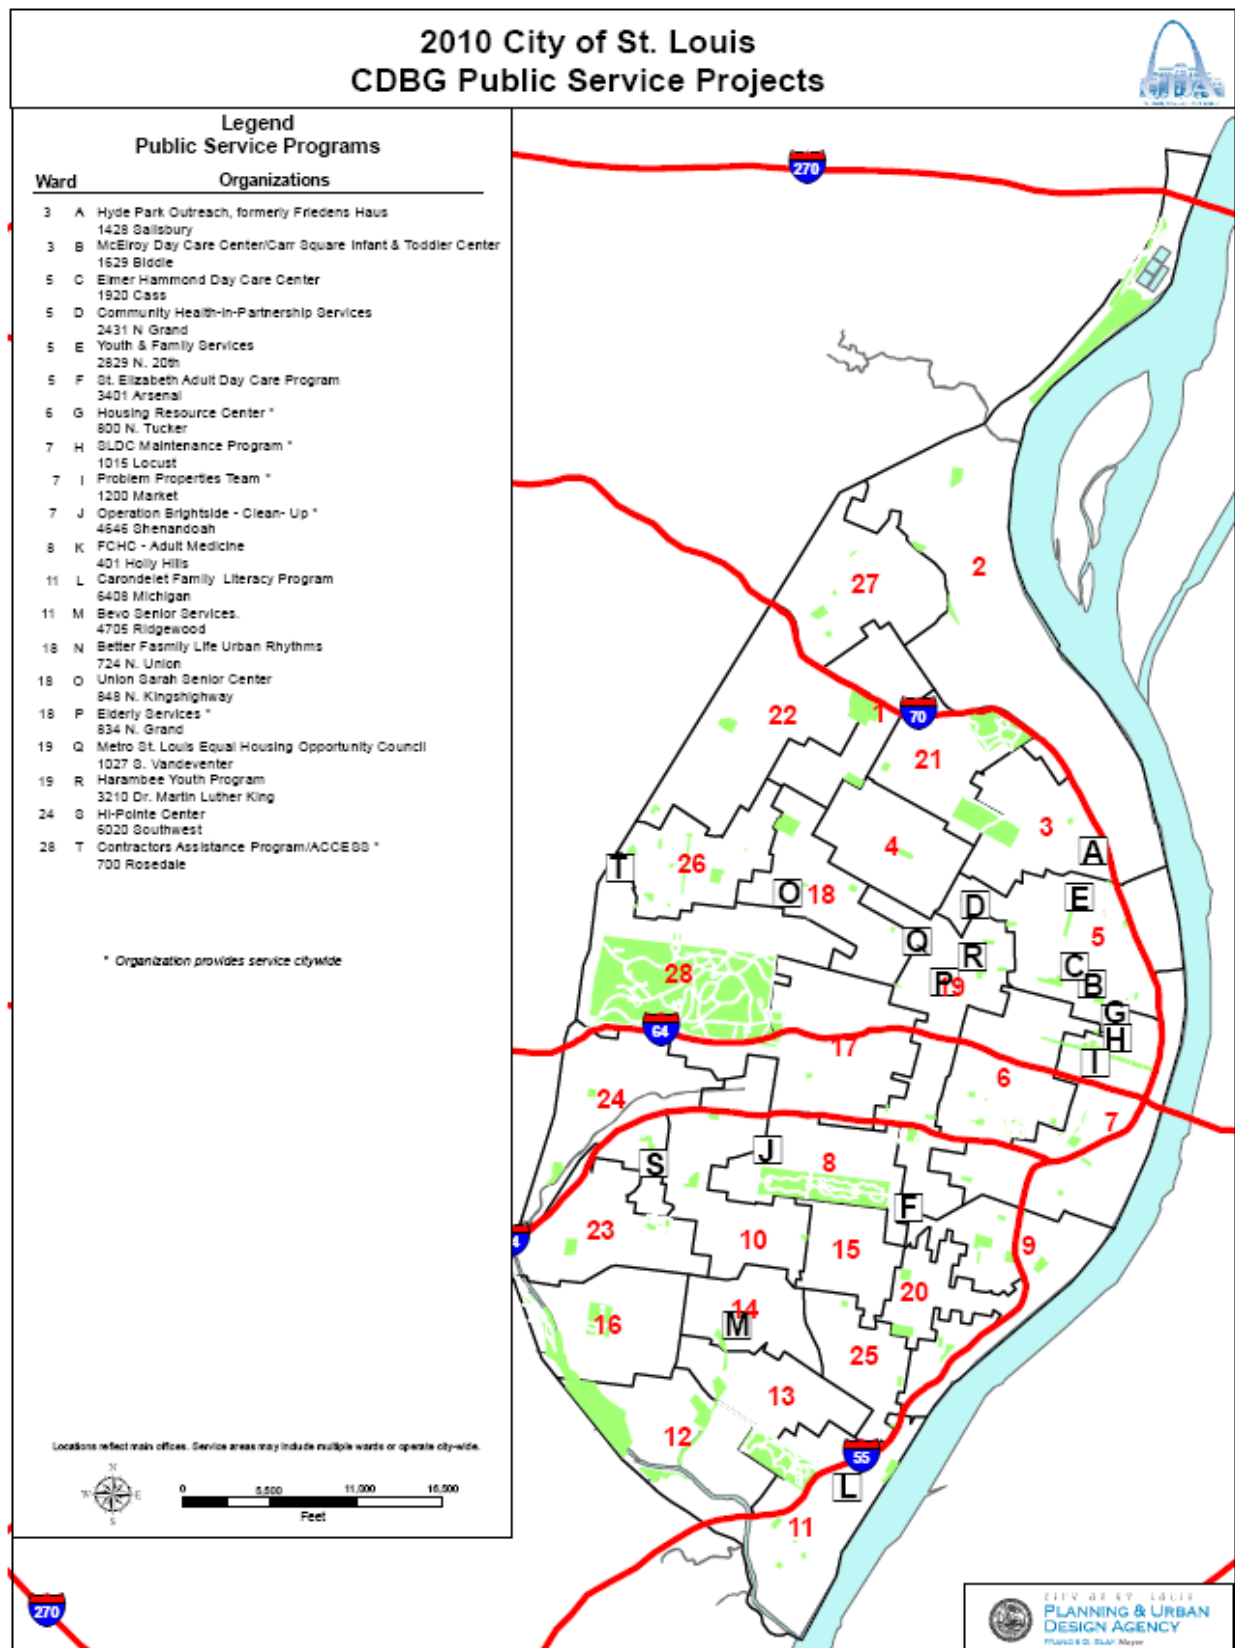 2010 City of St. Louis
CDBG Public Service Projects
Legend
Public Service Programs
Ward Organizations
3 A Hyde Park Outreach, formerly Friedens Haus
1428 Salisbury
3 B McElroy Day Care Center/Carr Square Infant & Toddler Center
1629 Biddle
5 C Elmer Hammond Day Care Center
1920 Cass
5 D Community Health-In-Partnership Services
2431 N Grand
5 E Youth & Family Services
2829 N. 20th
5 F St. Elizabeth Adult Day Care Program
3401 Arsenal
6 G Housing Resource Center *
800 N. Tucker
7 H SLDC Maintenance Program *
1015 Locust
7 I Problem Properties Team *
1200 Market
7 J Operation Brightside - Clean- Up *
4646 Shenandoah
8 K FCHC - Adult Medicine
401 Holly Hills
11 L Carondelet Family Literacy Program
6408 Michigan
11 M Bevo Senior Services.
4705 Ridgewood
18 N Better Fasmily Life Urban Rhythms
724 N. Union
18 O Union Sarah Senior Center
848 N. Kingshighway
18 P Elderly Services *
834 N. Grand
19 Q Metro St. Louis Equal Housing Opportunity Council
1027 S. Vandeventer
19 R Harambee Youth Program
3210 Dr. Martin Luther King
24 S Hi-Pointe Center
6020 Southwest
28 T Contractors Assistance Program/ACCESS *
700 Rosedale
* Organization provides service citywide
Locations reflect main offices. Service areas may include multiple wards or operate city-wide.
N
W E
S
0 5,500 11,000 16,500
Feet
270
2
27
22
1
70
21
3
4
A
26
T
O
18
D
E
5
Q
R
C
28
P
19
B
G
64
H
17
I
6
24
7
J
8
S
F
23
10
15
9
4
20
14
16
M
25
13
12
55
L
11
270
CITY OF ST. LOUIS
PLANNING & URBAN
DESIGN AGENCY
FRANCIS G. SLAY, Mayor